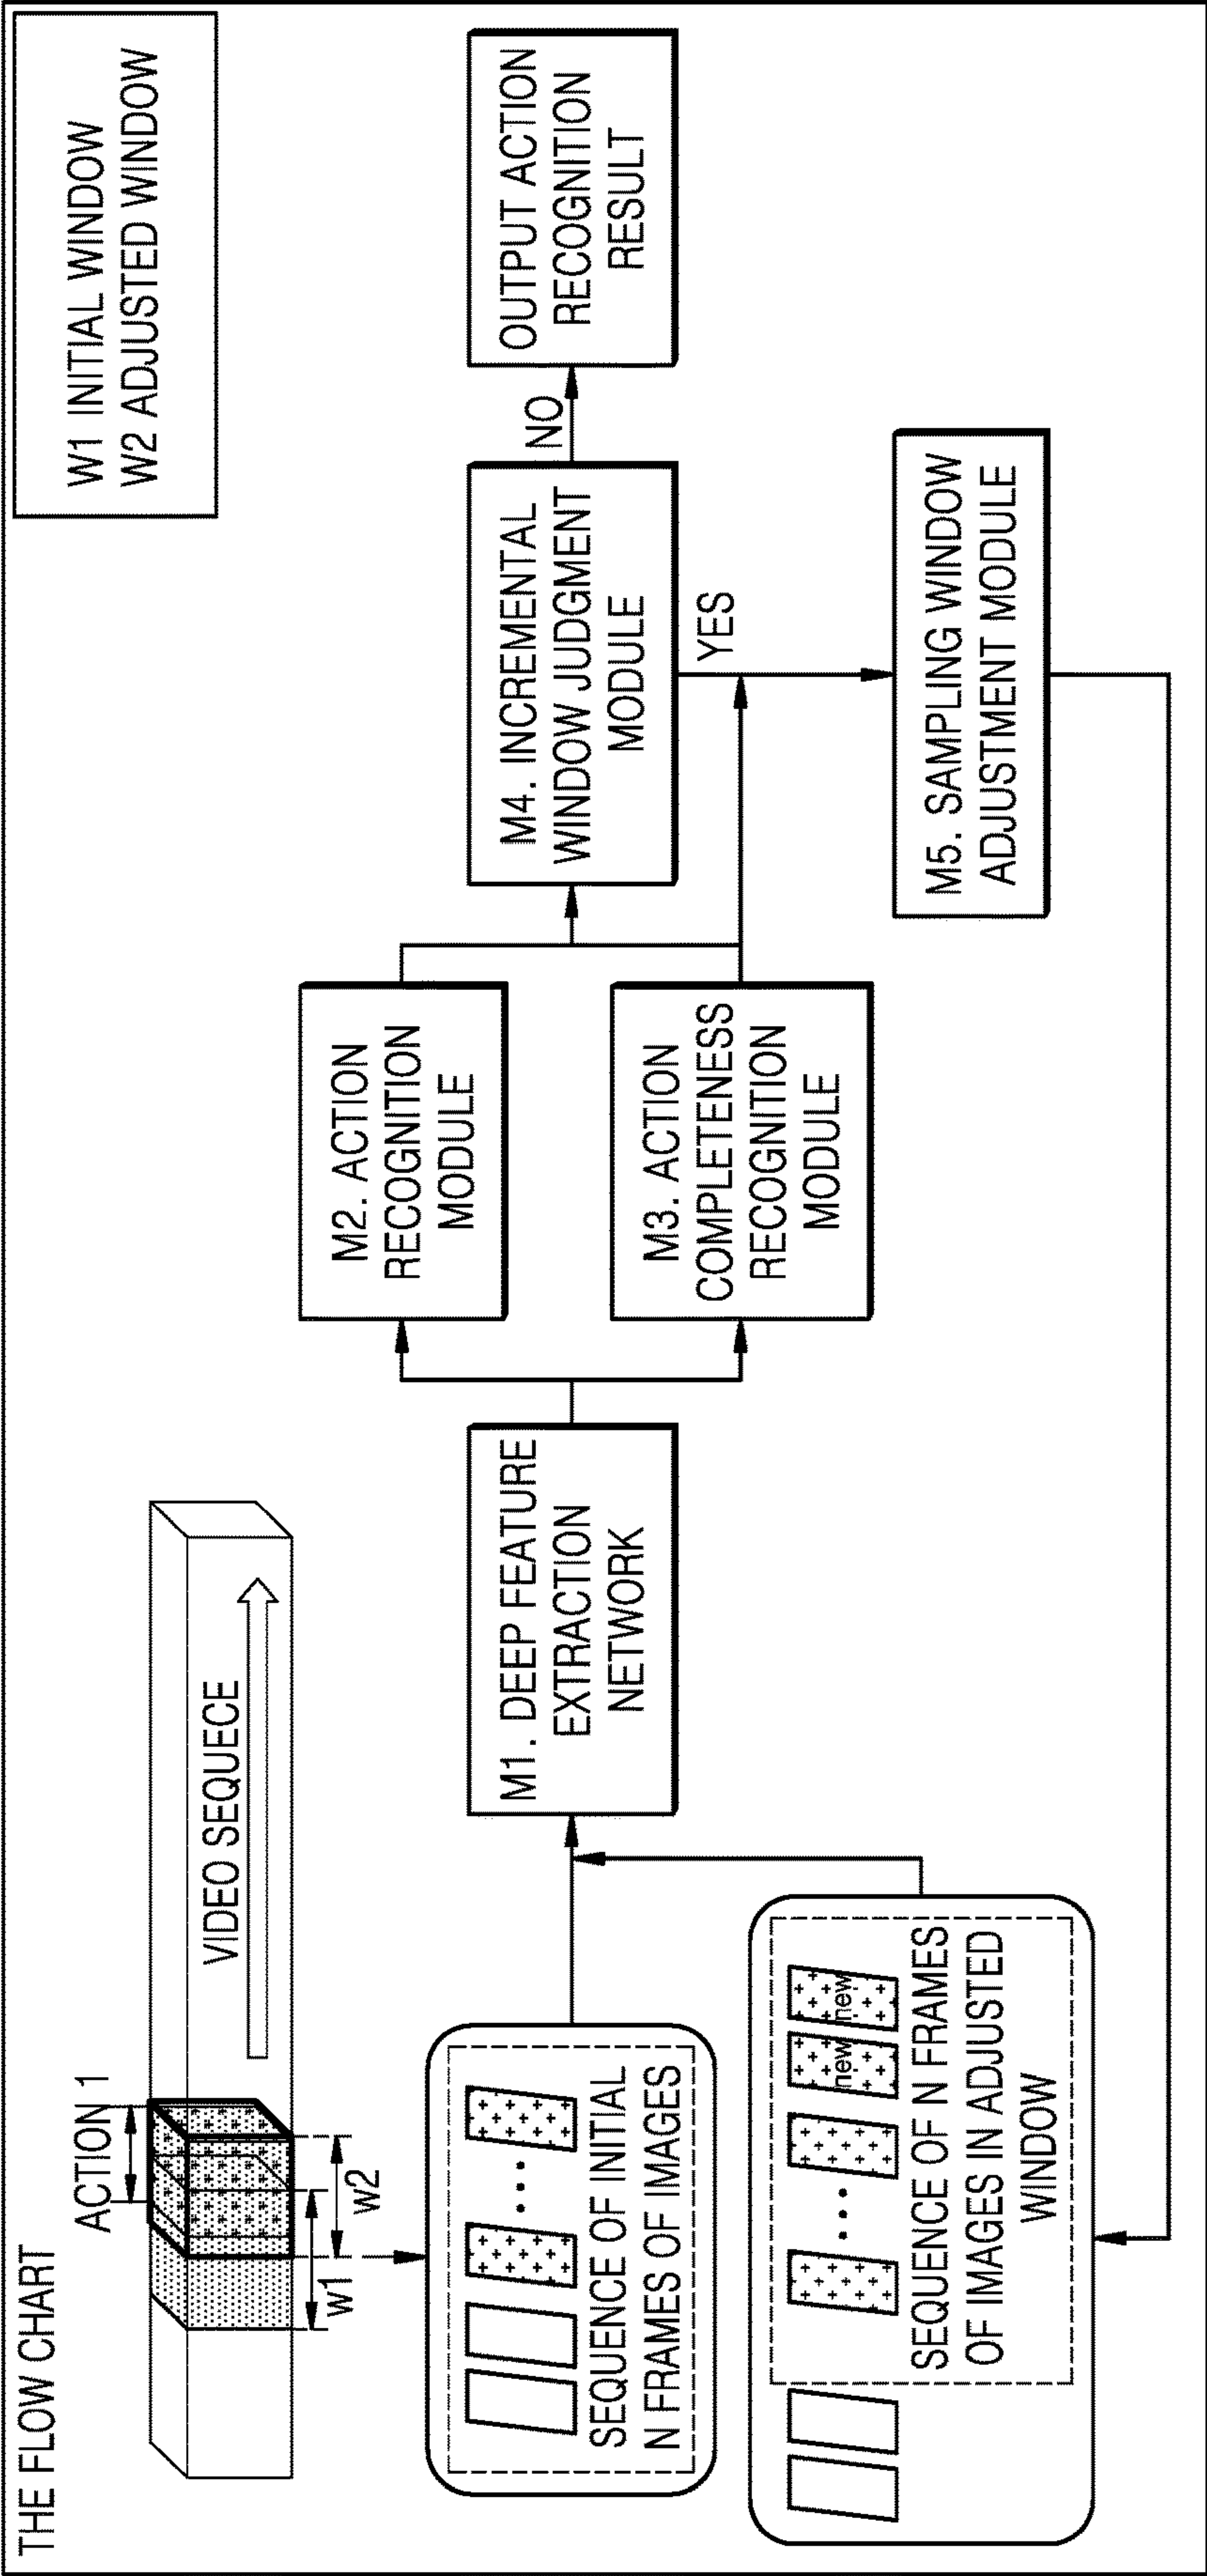 THE FLOW CHART
W1 INITIAL WINDOW
W2 ADJUSTED WINDOW
ACTION 1
VIDEO SEQUECE
w1
w2
SEQUENCE OF INITIAL
N FRAMES OF IMAGES
new
new
SEQUENCE OF N FRAMES
OF IMAGES IN ADJUSTED
WINDOW
M1. DEEP FEATURE
EXTRACTION
NETWORK
M2. ACTION
RECOGNITION
MODULE
M3. ACTION
COMPLETENESS
RECOGNITION
MODULE
M4. INCREMENTAL
WINDOW JUDGMENT
MODULE
NO
YES
OUTPUT ACTION
RECOGNITION
RESULT
M5. SAMPLING WINDOW
ADJUSTMENT MODULE